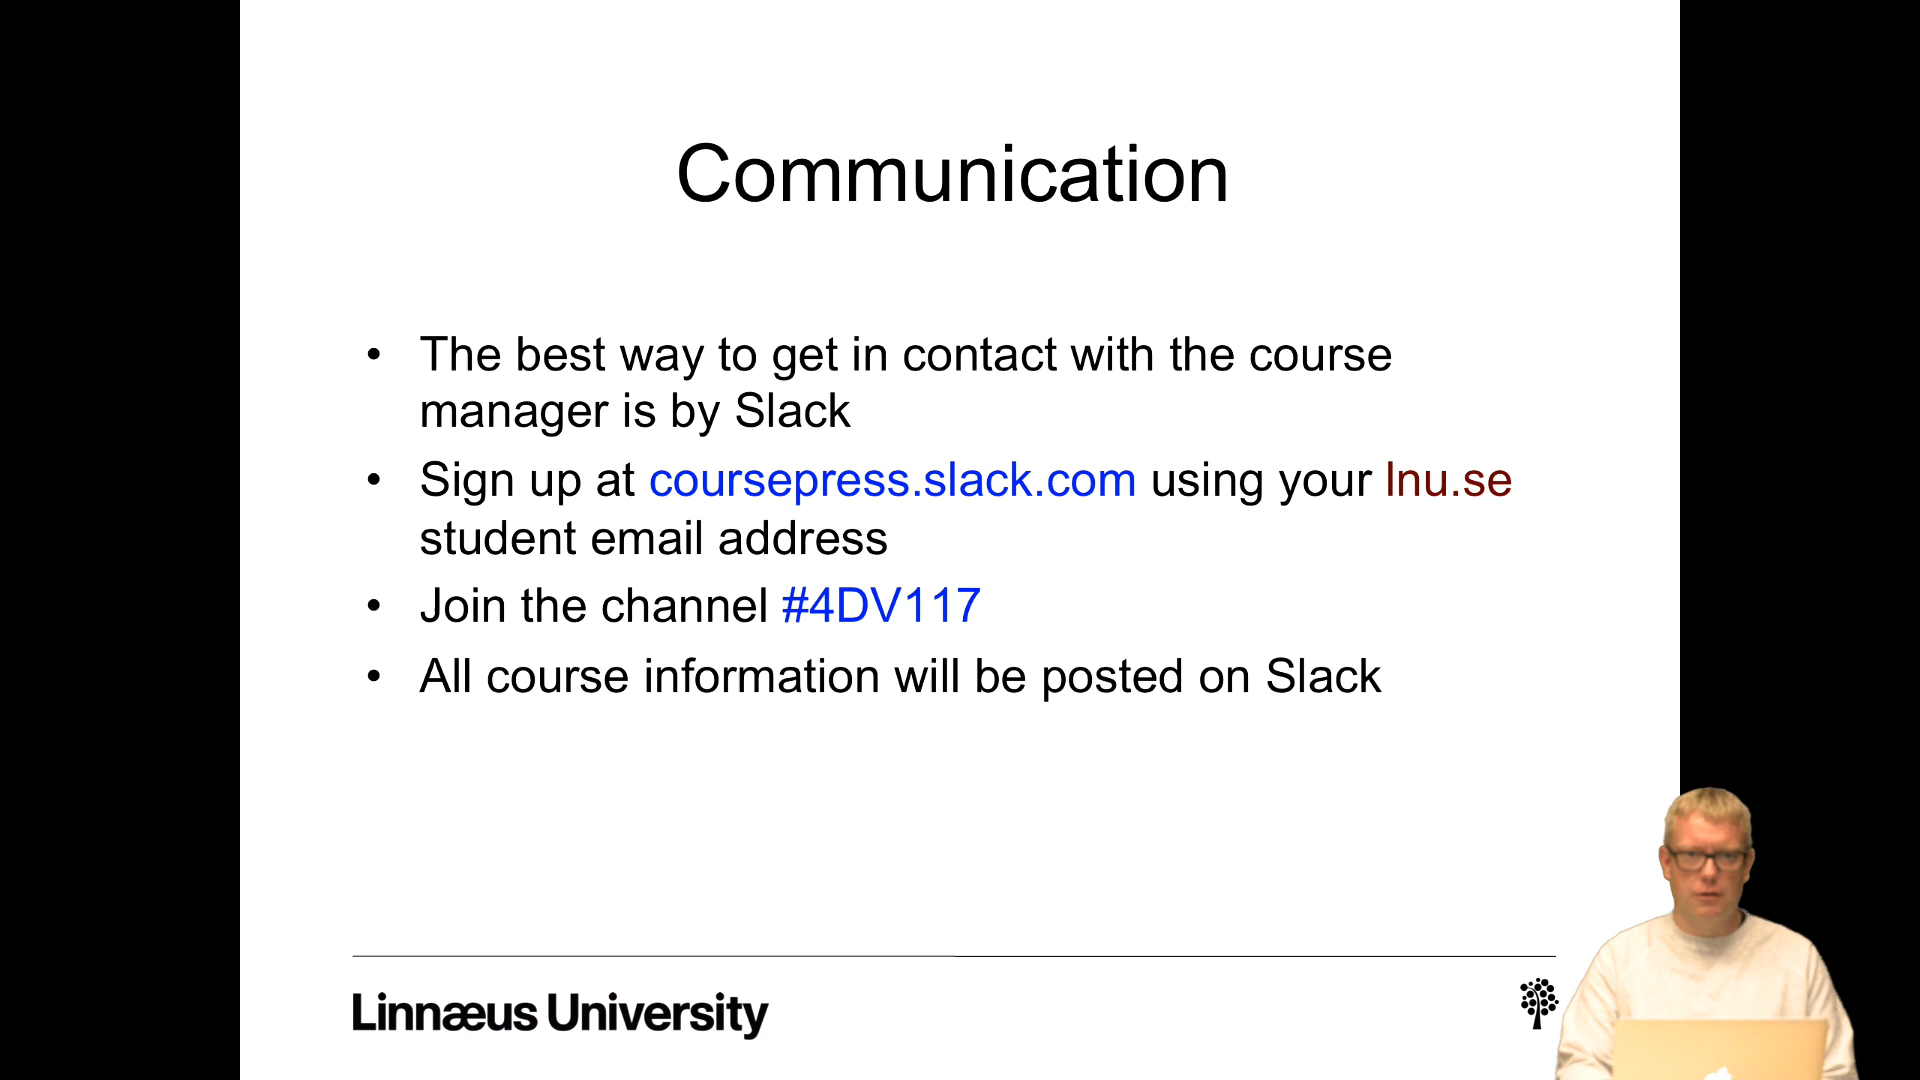 Communication
• The best way to get in contact with the course
manager is by Slack
• Sign up at coursepress.slack.com using your lnu.se
student email address
• Join the channel #4DV117
• All course information will be posted on Slack
Linnæus University